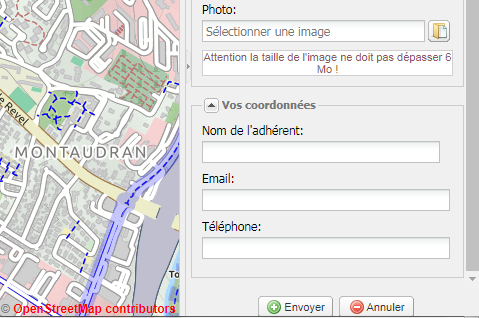 Photo:
Sélectionner une image
Attention la taille de l'image ne doit pas dépasser 6
Mo !
Vos coordonnées
Nom de l'adhérent:
Email:
Téléphone:
Envoyer
Annuler
de Revel
MONTAUDRAN
To
© OpenStreetMap contributors